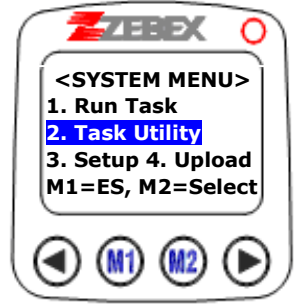 ZEBEX
<SYSTEM MENU>
1. Run Task
2. Task Utility
3. Setup 4. Upload
M1=ES, M2=Select
M1 M2